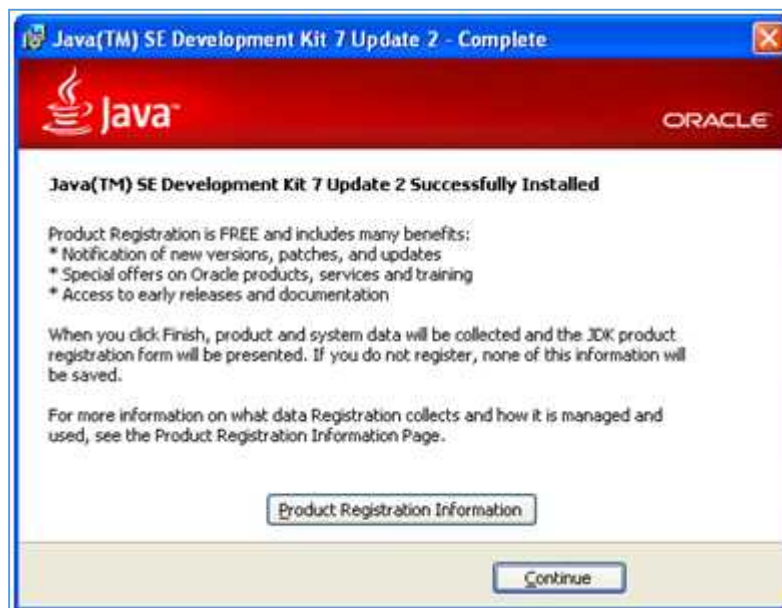 Java(TM) SE Development Kit 7 Update 2 - Complete
Java™
ORACLE
Java(TM) SE Development Kit 7 Update 2 Successfully Installed
Product Registration is FREE and includes many benefits:
* Notification of new versions, patches, and updates
* Special offers on Oracle products, services and training
* Access to early releases and documentation
When you click Finish, product and system data will be collected and the JDK product
registration form will be presented. If you do not register, none of this information will
be saved.
For more information on what data Registration collects and how it is managed and
used, see the Product Registration Information Page.
Product Registration Information
Continue